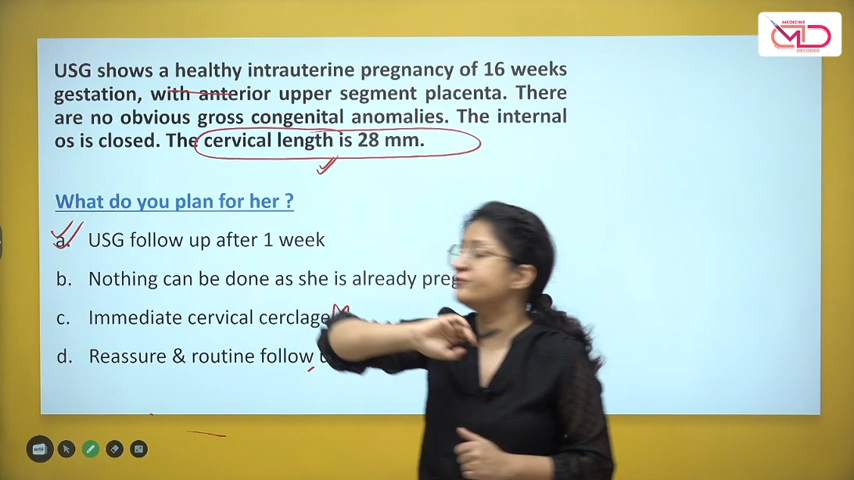 MEDICINE
MD
DECODED
USG shows a healthy intrauterine pregnancy of 16 weeks
gestation, with anterior upper segment placenta. There
are no obvious gross congenital anomalies. The internal
os is closed. The cervical length is 28 mm.
What do you plan for her ?
a. USG follow up after 1 week
b. Nothing can be done as she is already
c. Immediate cervical cerclage
d. Reassure & routine follow